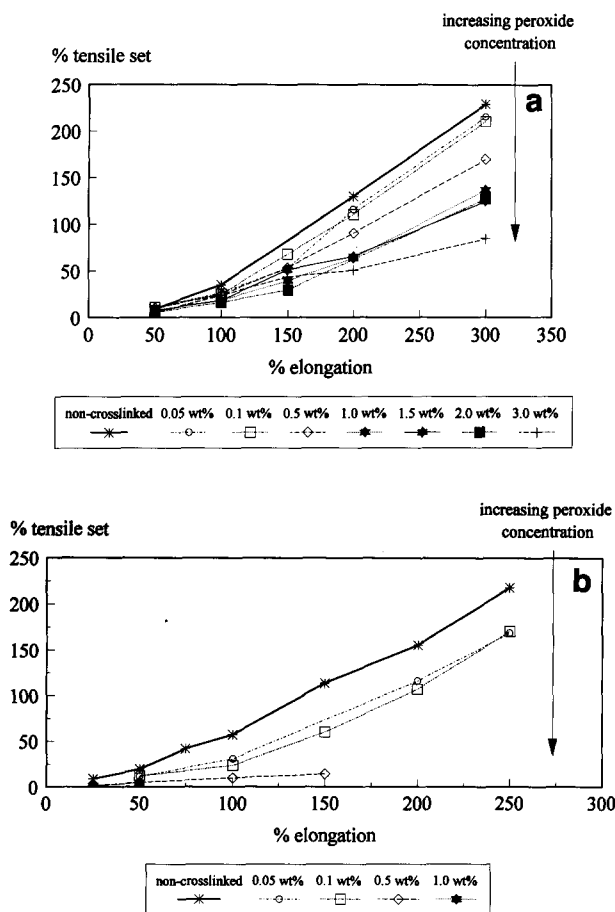 increasing peroxide
concentration
% tensile set
a
250
200
150
100
50
0
0 50 100 150 200 250 300 350
% elongation
non-crosslinked 0.05 wt% 0.1 wt% 0.5 wt% 1.0 wt% 1.5 wt% 2.0 wt% 3.0 wt%
increasing peroxide
concentration
% tensile set
b
250
200
150
100
50
0
0 50 100 150 200 250 300
% elongation
non-crosslinked 0.05 wt% 0.1 wt% 0.5 wt% 1.0 wt%